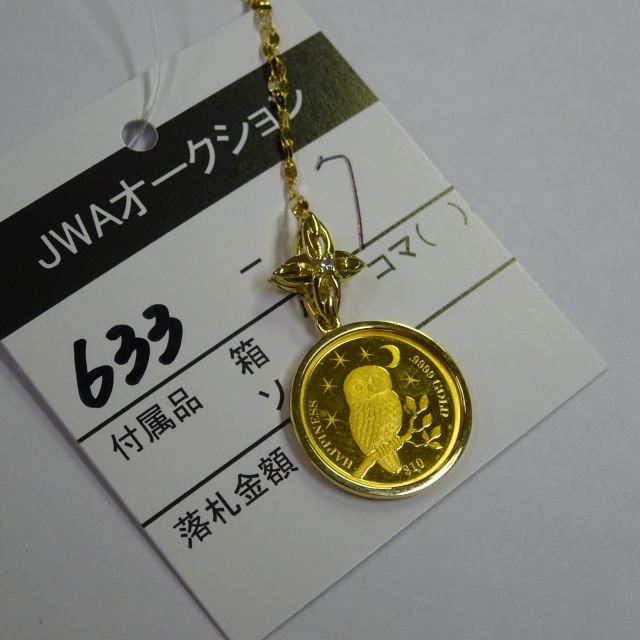 JWAオークション
633 - 7
付属品 箱 コマ( )
ソ
落札金額
.9999 GOLD
HAPPINESS
$10